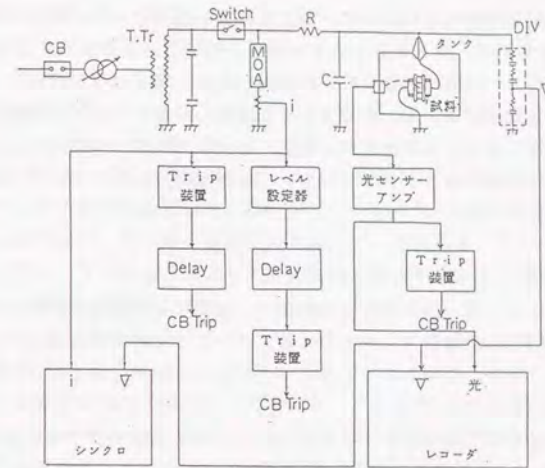 Switch
CB
T.Tr
R
DIV
MOA
i
C
タンク
試料
V
Trip
装置
レベル
設定器
光センサー
アンプ
Delay
Delay
Trip
装置
CB Trip
CB Trip
Trip
装置
CB Trip
i
V
V
光
シンクロ
レコーダ